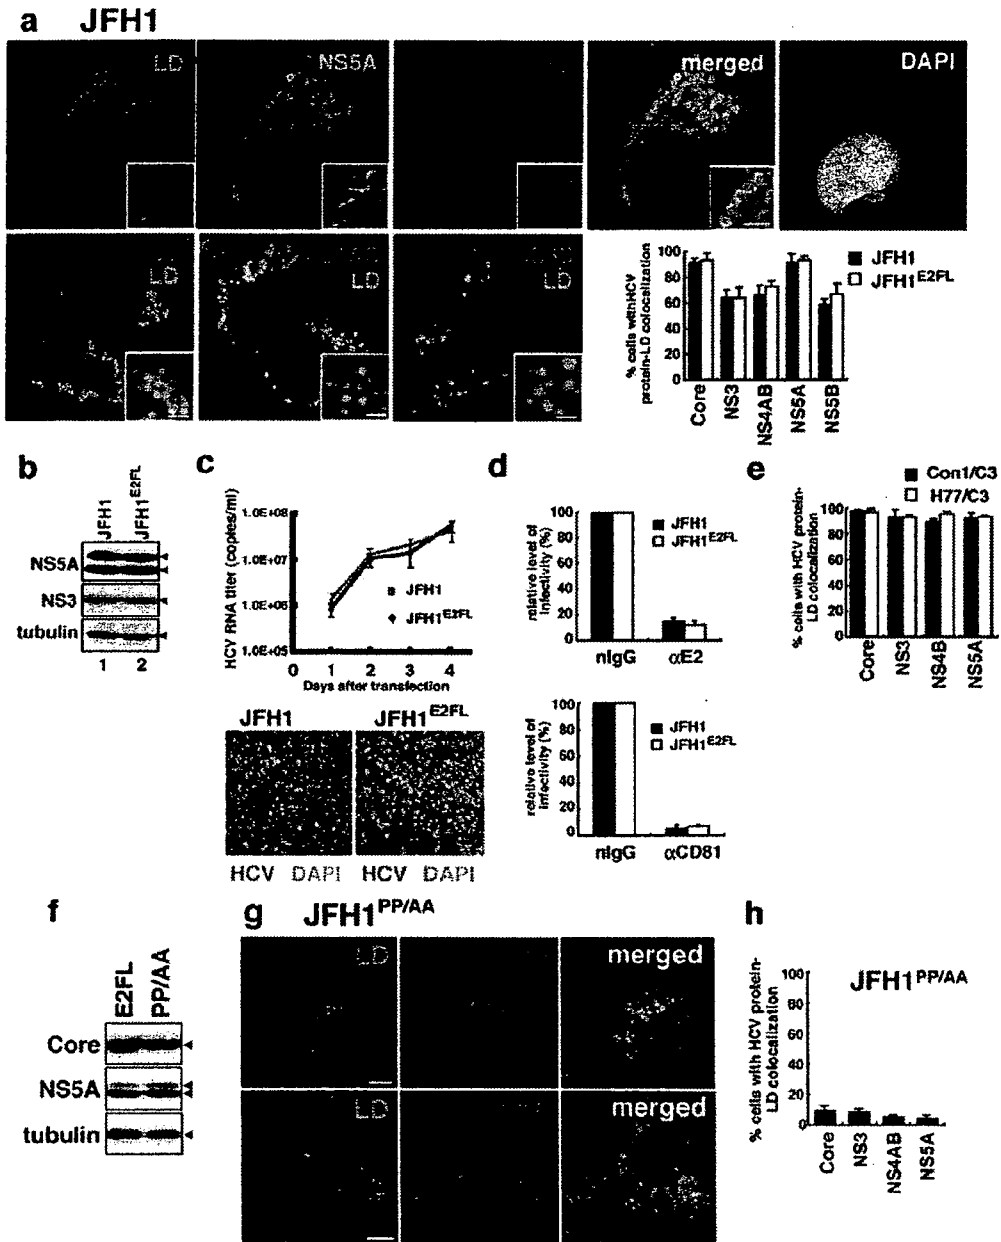 a JFH1
LD
NS5A
merged
DAPI
LD
LD
LD
% cells with HCV
protein-LD colocalization
100
80
60
40
20
0
JFH1
JFH1E2FL
Core
NS3
NS4AB
NS5A
NS5B
b
JFH1
JFH1E2FL
NS5A
NS3
tubulin
1 2
c
HCV RNA titer (copies/ml)
1.0E+08
1.0E+07
1.0E+06
1.0E+05
JFH1
JFH1E2FL
0 1 2 3 4
Days after transfection
JFH1 JFH1E2FL
HCV DAPI HCV DAPI
d
relative level of
infectivity (%)
100
80
60
40
20
0
JFH1
JFH1E2FL
nIgG αE2
relative level of
infectivity (%)
100
80
60
40
20
0
JFH1
JFH1E2FL
nIgG αCD81
e
Con1/C3
H77/C3
% cells with HCV protein-
LD colocalization
100
80
60
40
20
0
Core
NS3
NS4B
NS5A
f
E2FL
PP/AA
Core
NS5A
tubulin
g JFH1PP/AA
LD
merged
LD
merged
h
JFH1PP/AA
% cells with HCV protein-
LD colocalization
100
80
60
40
20
0
Core
NS3
NS4AB
NS5A